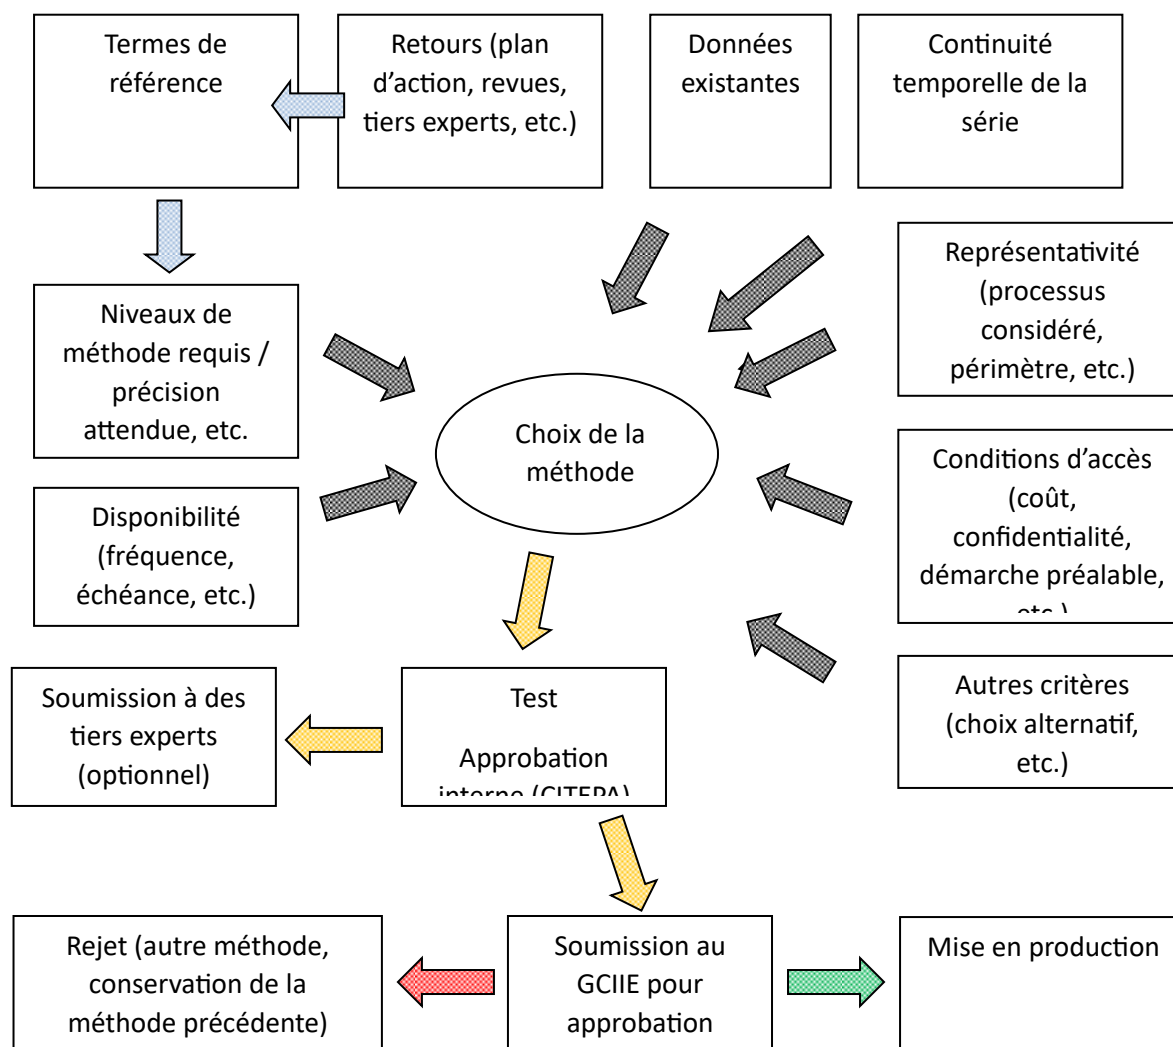 Termes de
référence
Retours (plan
d’action, revues,
tiers experts, etc.)
Données
existantes
Continuité
temporelle de la
série
Représentativité
(processus
considéré,
périmètre, etc.)
Niveaux de
méthode requis /
précision
attendue, etc.
Choix de la
méthode
Conditions d’accès
(coût,
confidentialité,
démarche préalable,
etc.)
Disponibilité
(fréquence,
échéance, etc.)
Soumission à des
tiers experts
(optionnel)
Test
Approbation
interne (CITEPA)
Autres critères
(choix alternatif,
etc.)
Rejet (autre méthode,
conservation de la
méthode précédente)
Soumission au
GCIIE pour
approbation
Mise en production